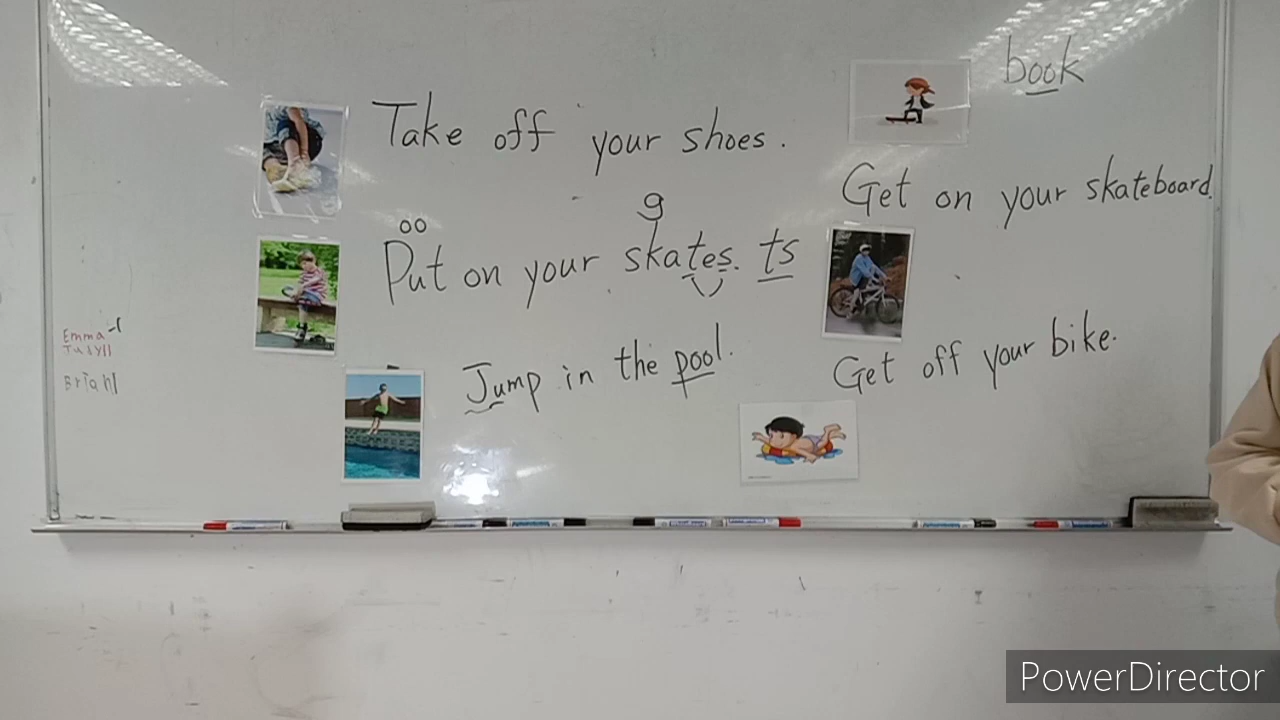 book
Take off your shoes.
Get on your skateboard.
g
oo
Put on your skates. ts
Jump in the pool.
Get off your bike.
Emma
Judy
Brian
PowerDirector